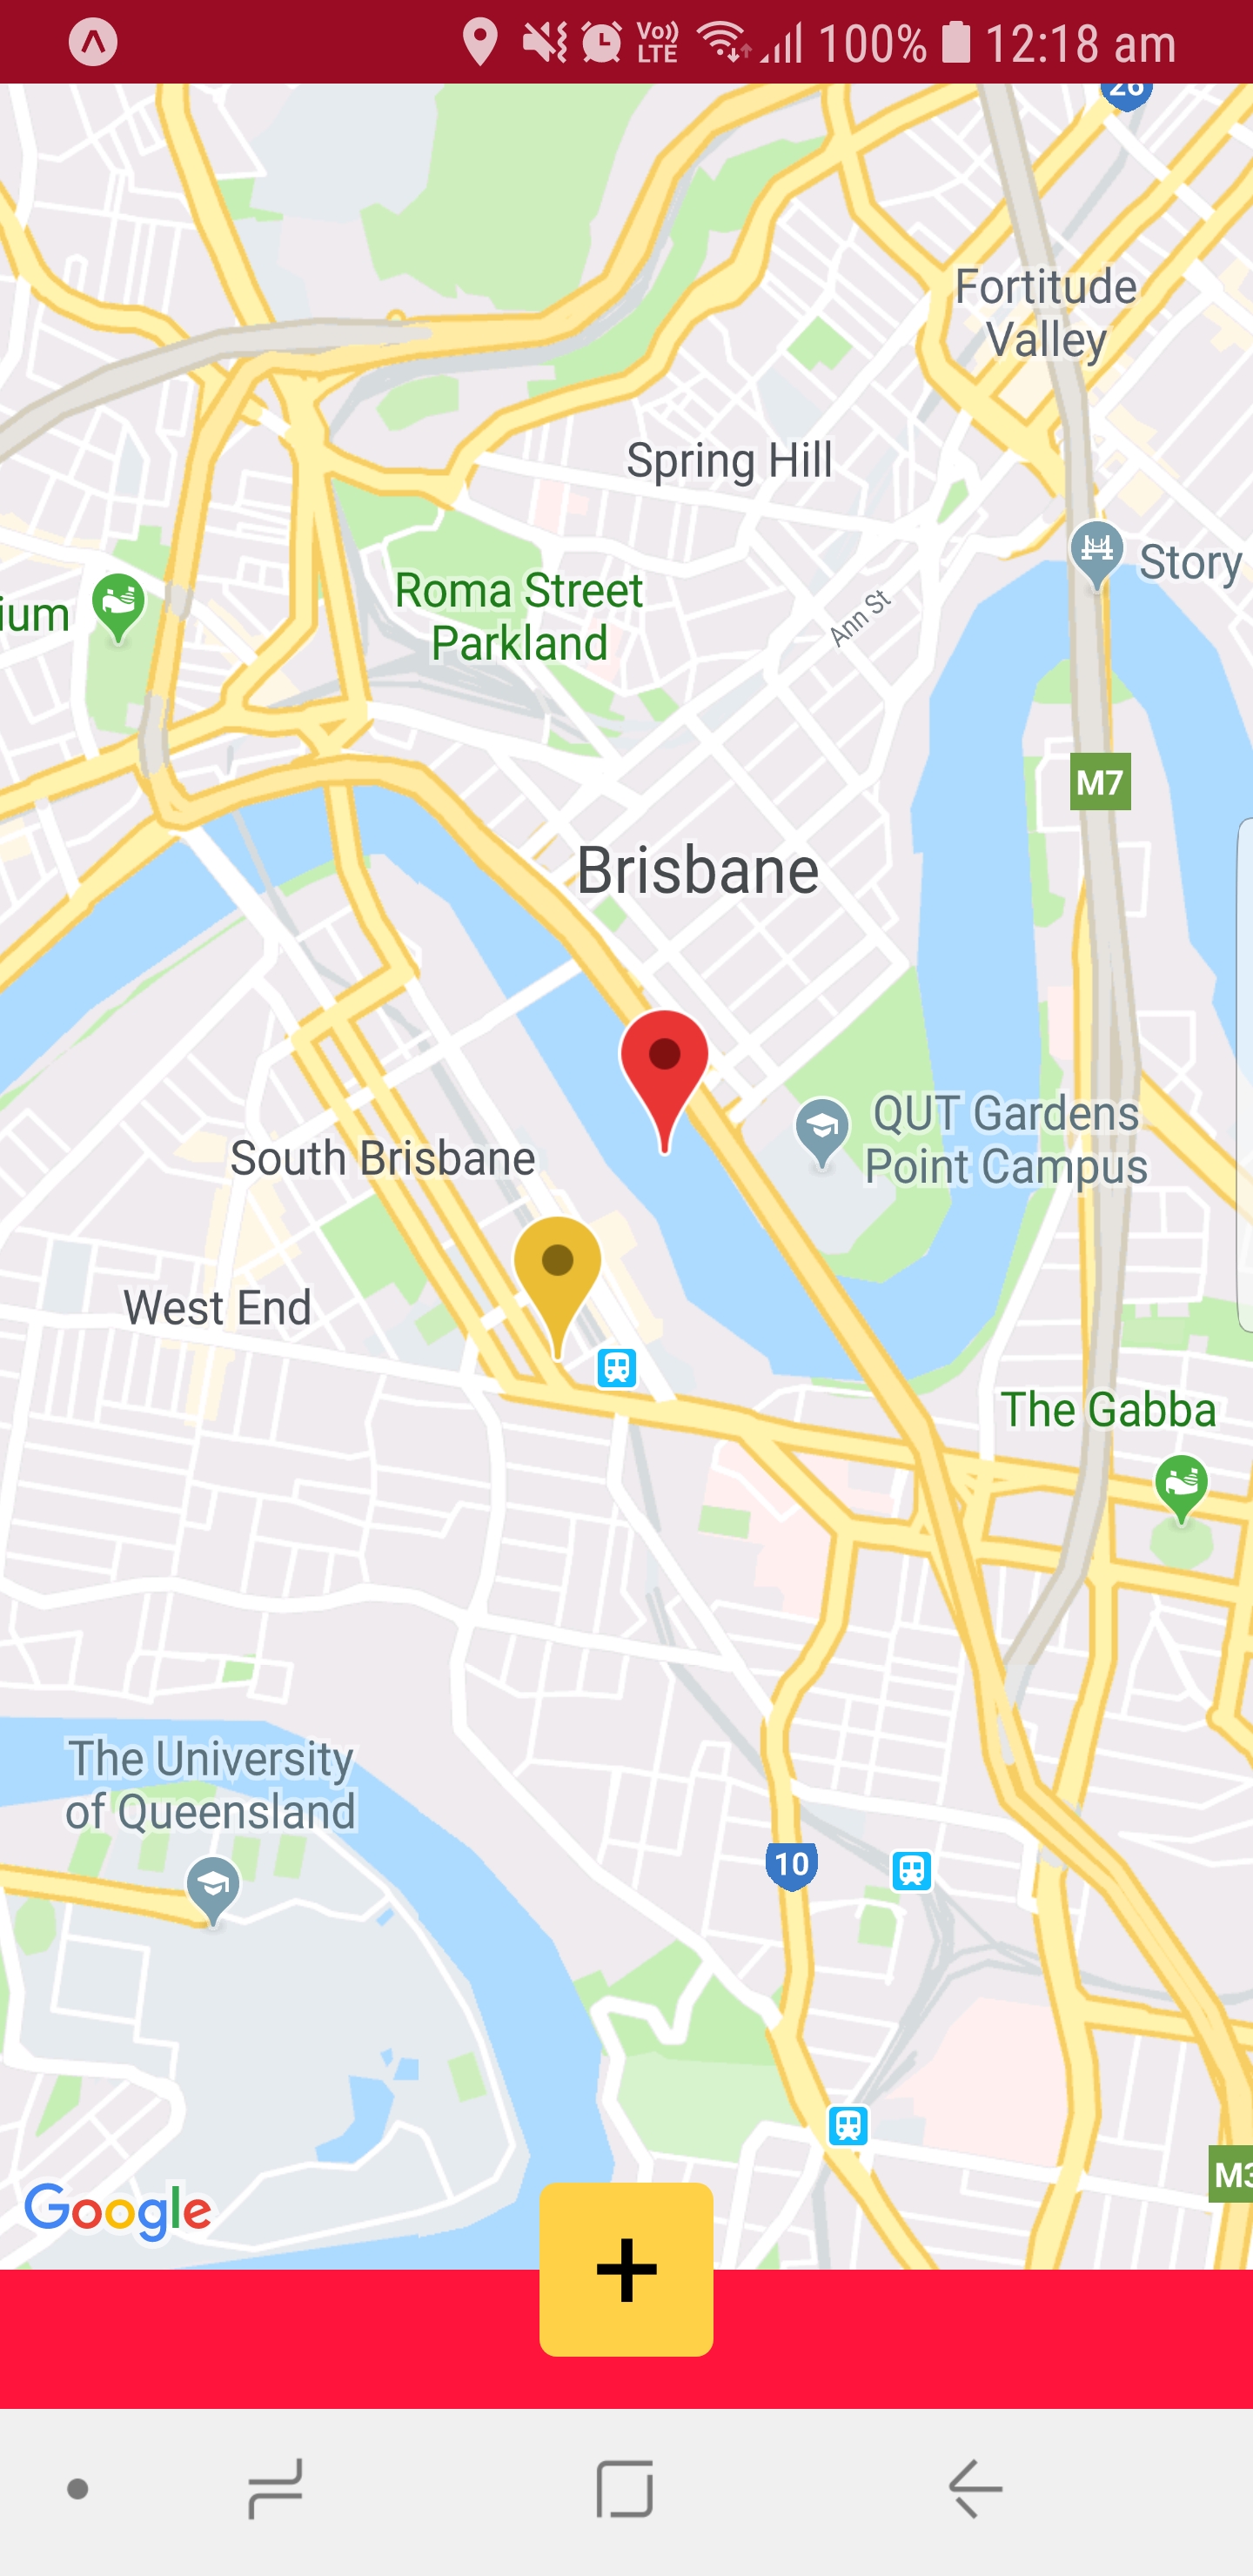 Vo)) LTE 100% 12:18 am
26
Fortitude
Valley
Spring Hill
Story
ium
Roma Street
Parkland
Ann St
M7
Brisbane
QUT Gardens
Point Campus
South Brisbane
West End
The Gabba
The University
of Queensland
10
M3
Google
+